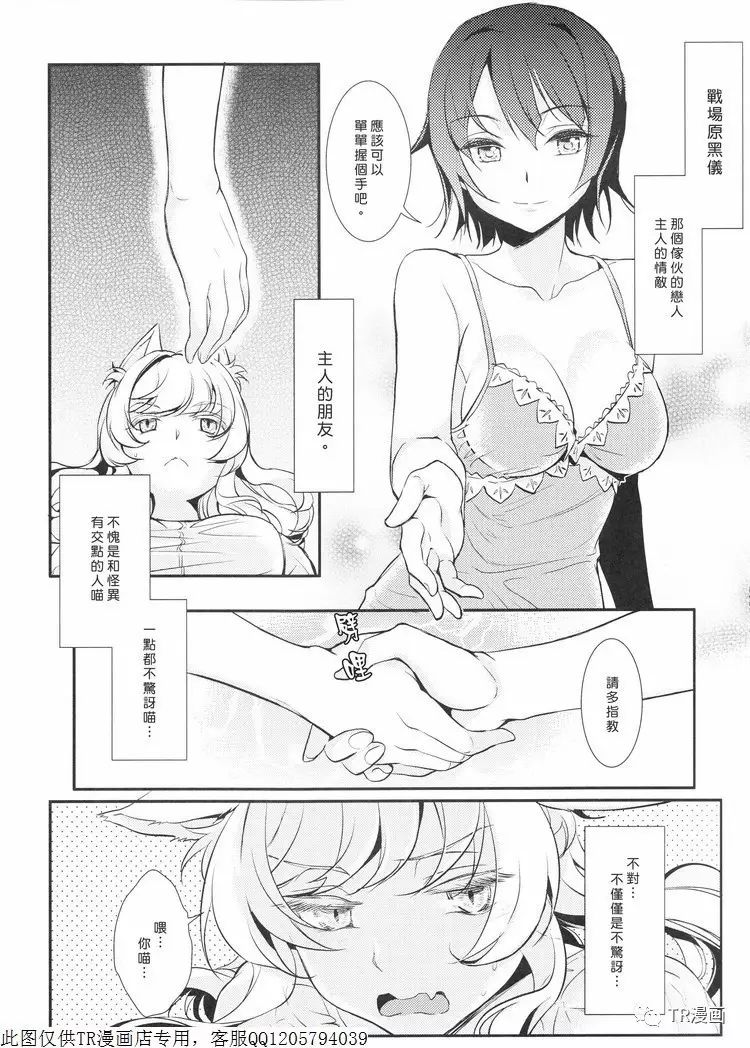 戰場原黑儀
那個傢伙的戀人
主人的情敵
應該可以
單單握個手吧。
主人的朋友。
不愧是和怪異
有交點的人喵
一點都不驚訝喵…
劈
哩
請多指教
不對…
不僅僅是不驚訝…
喂…
你喵…
TR漫画
此图仅供TR漫画店专用，客服QQ1205794039